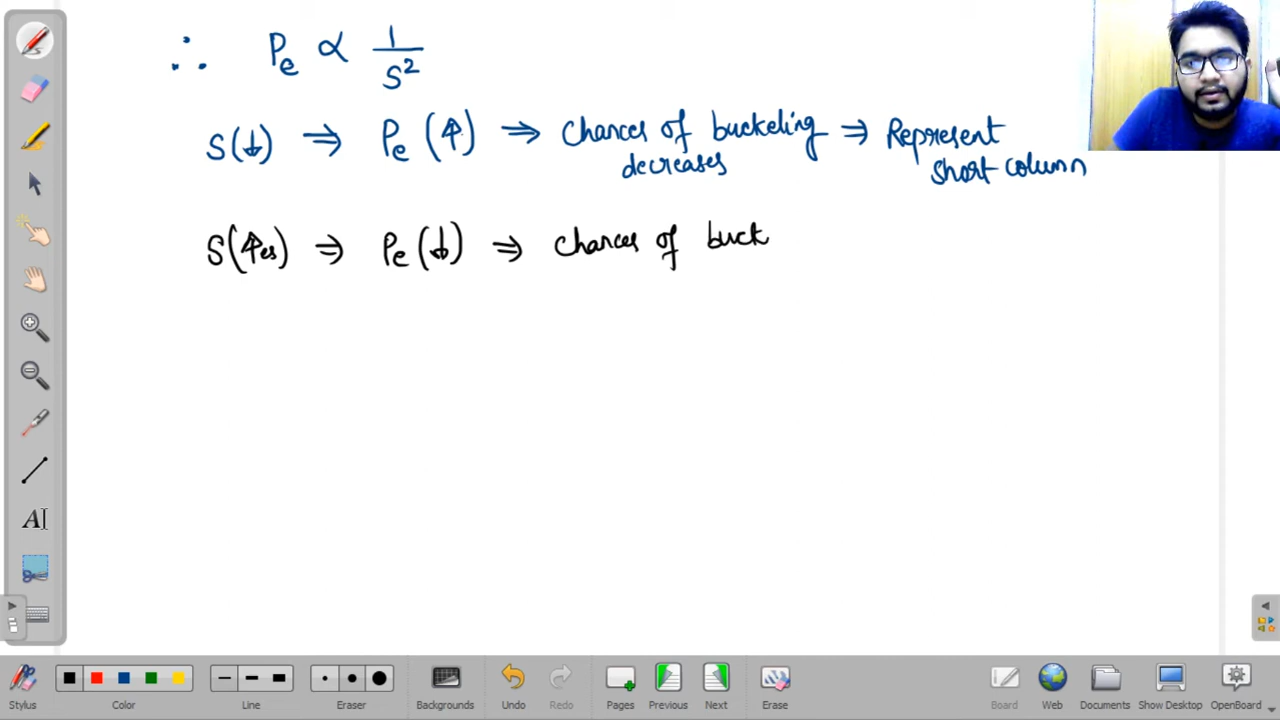 ∴ Pe ∝ 1/S²
S(↓) ⇒ Pe (↑) ⇒ Chances of buckeling decreases ⇒ Represent short column
S(↑es) ⇒ Pe (↓) ⇒ Chances of buck
AI
Stylus
Color
Line
Eraser
Backgrounds
Undo
Redo
Pages
Previous
Next
Erase
Board
Web
Documents
Show Desktop
OpenBoard